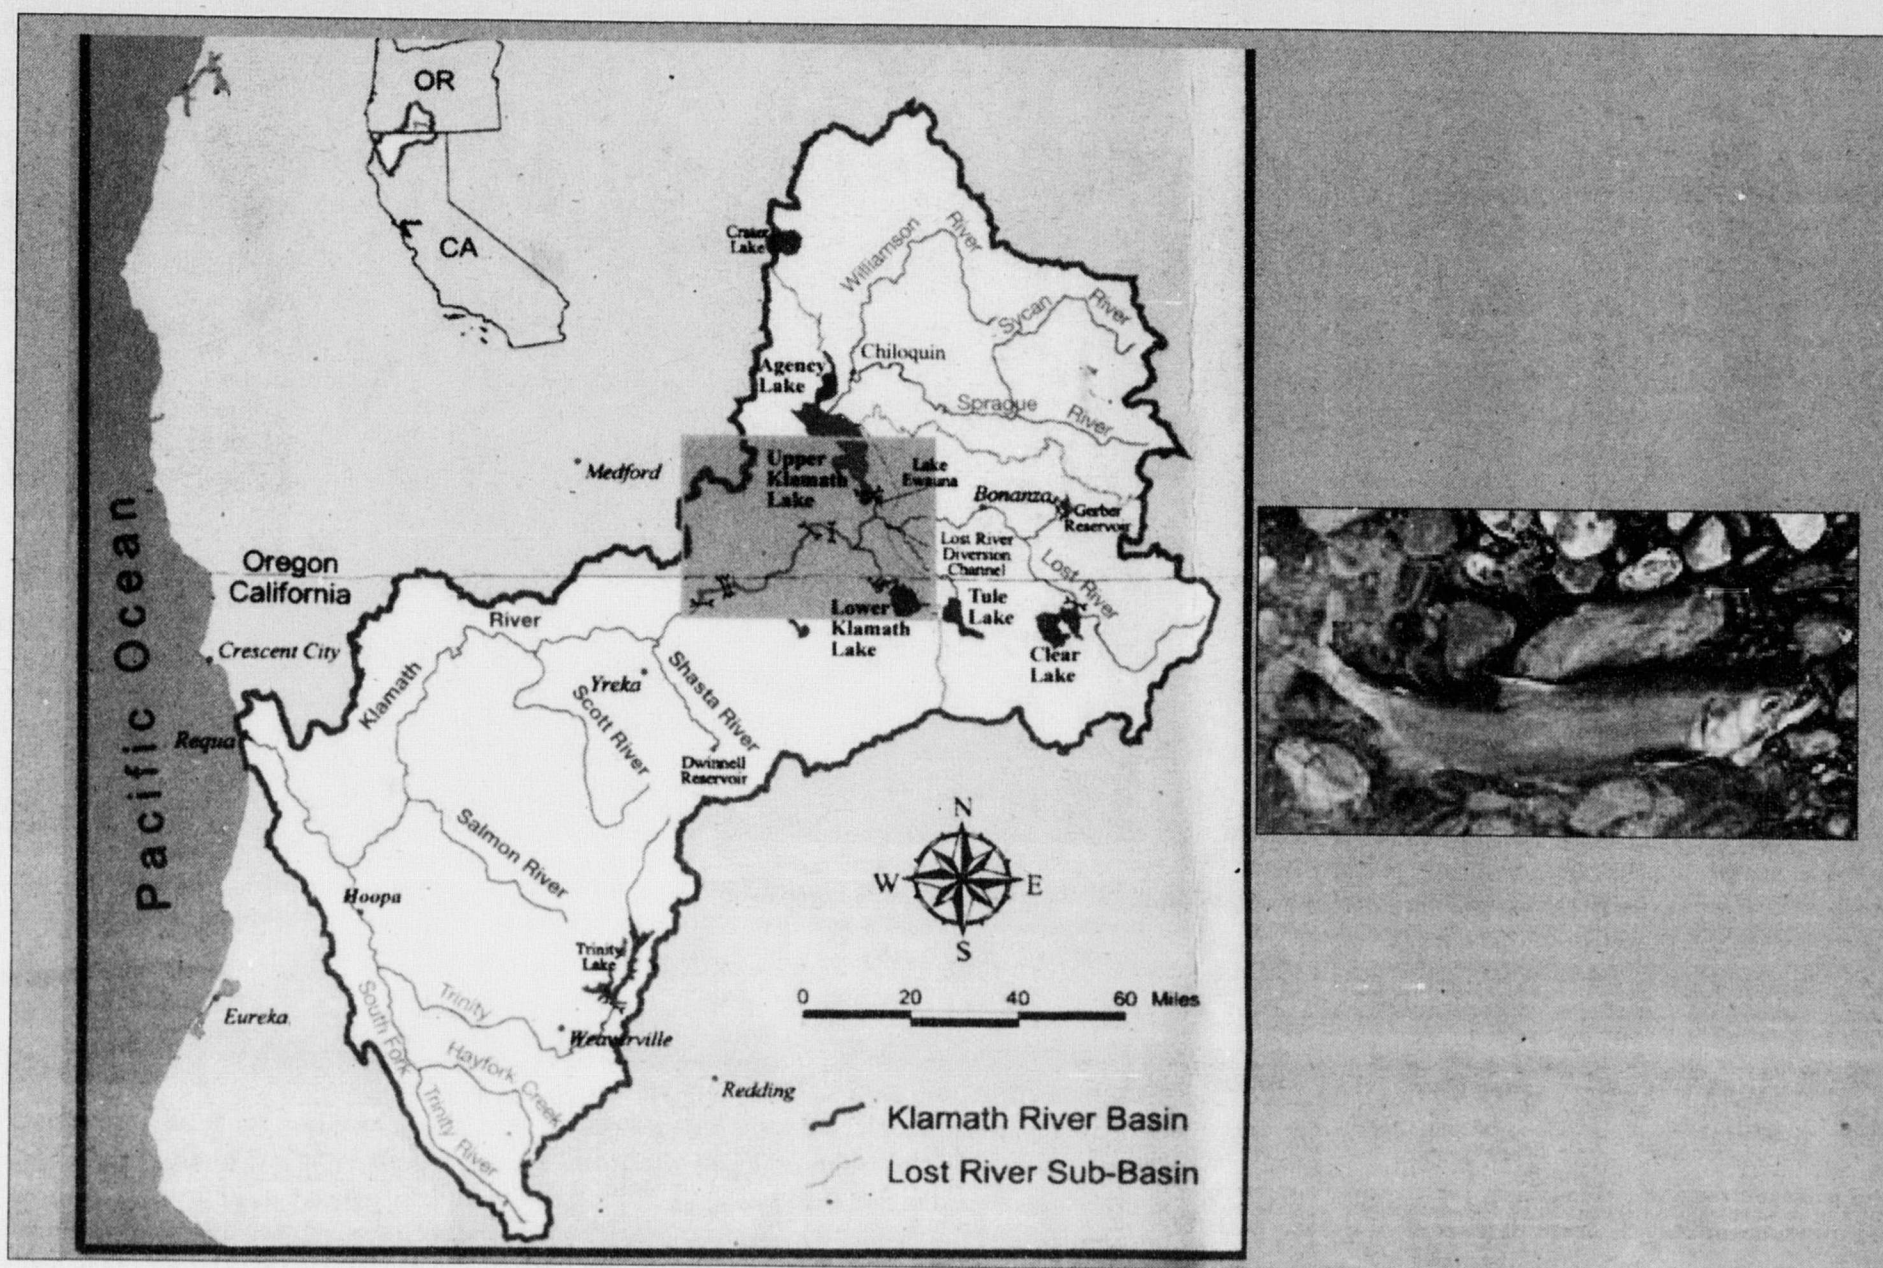 OR
CA
Crater
Lake
Williamson
River
Sycan
River
Chiloquin
Agency
Lake
Sprague
River
Medford
Upper
Klamath
Lake
Lake
Ewauna
Bonanza
Gerber
Reservoir
Lost River
Diversion
Channel
Lost River
Oregon
California
Pacific Ocean
Crescent City
River
Klamath
Lower
Klamath
Lake
Tule
Lake
Clear
Lake
Yreka
Shasta River
Scott River
Requa
Dwinnell
Reservoir
Salmon River
N
W
E
S
Hoopa
Trinity
Lake
Trinity
South Fork
Trinity River
Hayfork Creek
Weaverville
Eureka
Redding
0 20 40 60 Miles
Klamath River Basin
Lost River Sub-Basin